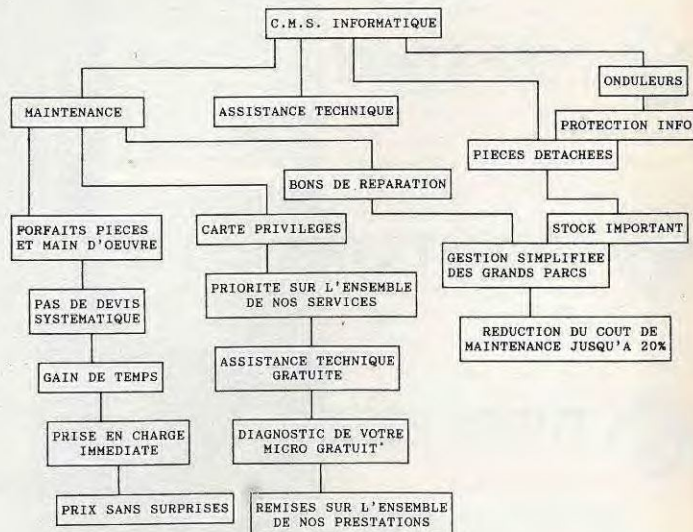 C.M.S. INFORMATIQUE
ONDULEURS
MAINTENANCE
ASSISTANCE TECHNIQUE
PROTECTION INFO
PIECES DETACHEES
BONS DE REPARATION
FORFAITS PIECES
ET MAIN D'OEUVRE
CARTE PRIVILEGES
STOCK IMPORTANT
GESTION SIMPLIFIEE
DES GRANDS PARCS
PAS DE DEVIS
SYSTEMATIQUE
PRIORITE SUR L'ENSEMBLE
DE NOS SERVICES
REDUCTION DU COUT DE
MAINTENANCE JUSQU'A 20%
GAIN DE TEMPS
ASSISTANCE TECHNIQUE
GRATUITE
PRISE EN CHARGE
IMMEDIATE
DIAGNOSTIC DE VOTRE
MICRO GRATUIT*
PRIX SANS SURPRISES
REMISES SUR L'ENSEMBLE
DE NOS PRESTATIONS